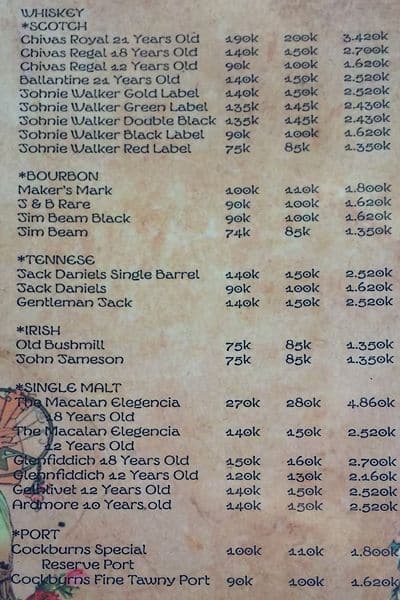 WHISKEY
*SCOTCH
Chivas Royal 21 Years Old 190k 200k 3.420k
Chivas Regal 18 Years Old 140k 150k 2.700k
Chivas Regal 12 Years Old 90k 100k 1.620k
Ballantine 21 Years Old 140k 150k 2.520k
Johnie Walker Gold Label 140k 150k 2.520k
Johnie Walker Green Label 135k 145k 2.430k
Johnie Walker Double Black 135k 145k 2.430k
Johnie Walker Black Label 90k 100k 1.620k
Johnie Walker Red Label 75k 85k 1.350k
*BOURBON
Maker's Mark 100k 110k 1.800k
J & B Rare 90k 100k 1.620k
Jim Beam Black 90k 100k 1.620k
Jim Beam 74k 85k 1.350k
*TENNESE
Jack Daniels Single Barrel 140k 150k 2.520k
Jack Daniels 90k 100k 1.620k
Gentleman Jack 140k 150k 2.520k
*IRISH
Old Bushmill 75k 85k 1.350k
John Jameson 75k 85k 1.350k
*SINGLE MALT
The Macalan Elegencia 270k 280k 4.860k
18 Years Old
The Macalan Elegencia 140k 150k 2.520k
12 Years Old
Glenfiddich 18 Years Old 150k 160k 2.700k
Glennfiddich 12 Years Old 120k 130k 2.160k
12 Years Old 140k 150k 2.520k
Ardmore 10 Years.old 140k 150k 2.520k
*PORT
Cockburns Special 100k 110k 1.800k
Reserve Port
Cockburns Fine Tawny Port 90k 100k 1.620k